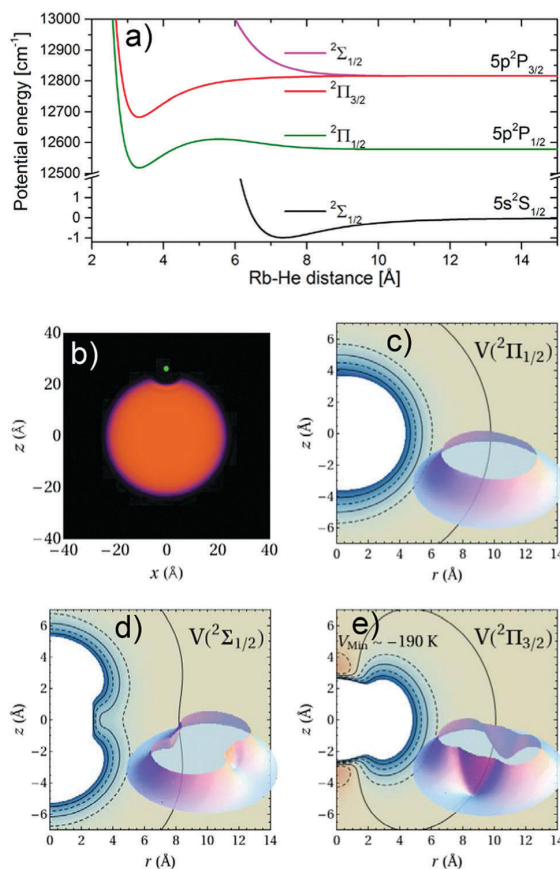 a)
Potential energy [cm⁻¹]
13000
12900
12800
12700
12600
12500
1
0
-1
²Σ₁/₂
5p²P₃/₂
²Π₃/₂
²Π₁/₂
5p²P₁/₂
²Σ₁/₂
5s²S₁/₂
2 4 6 8 10 12 14
Rb-He distance [Å]
b)
z (Å)
40
20
0
−20
−40
−40 −20 0 20 40
x (Å)
c)
V(²Π₁/₂)
z (Å)
6
4
2
0
−2
−4
−6
0 2 4 6 8 10 12 14
r (Å)
d)
V(²Σ₁/₂)
z (Å)
6
4
2
0
−2
−4
−6
0 2 4 6 8 10 12 14
r (Å)
e)
V_Min ~ −190 K
V(²Π₃/₂)
z (Å)
6
4
2
0
−2
−4
−6
0 2 4 6 8 10 12 14
r (Å)